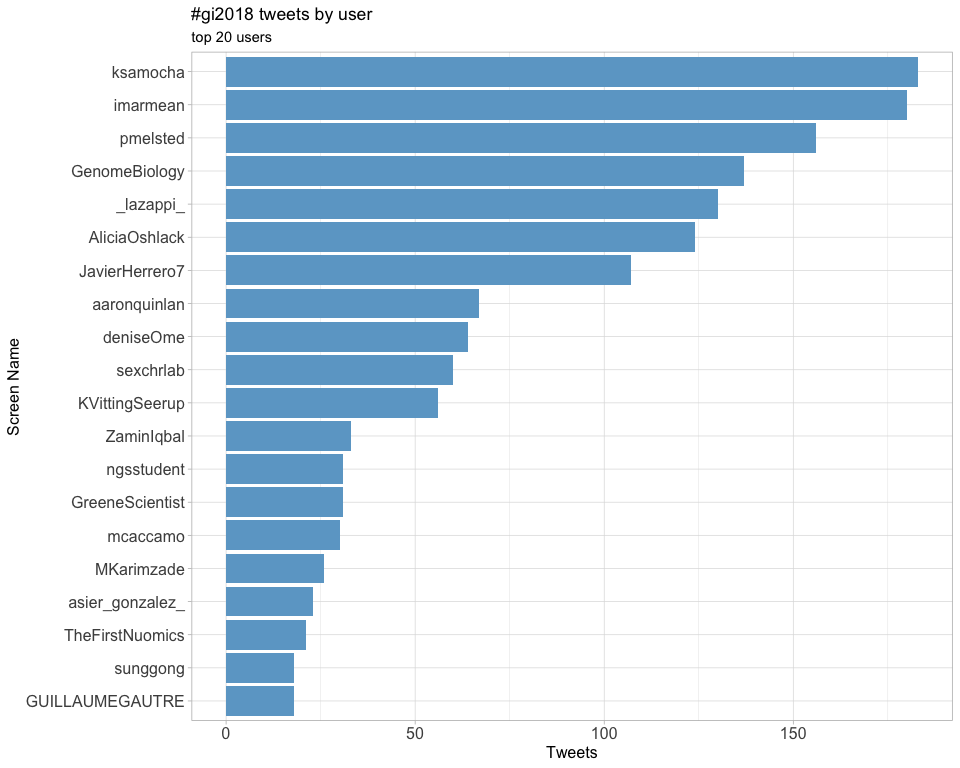 #gi2018 tweets by user
top 20 users
Screen Name
ksamocha
imarmean
pmelsted
GenomeBiology
_lazappi_
AliciaOshlack
JavierHerrero7
aaronquinlan
deniseOme
sexchrlab
KVittingSeerup
ZaminIqbal
ngsstudent
GreeneScientist
mcaccamo
MKarimzade
asier_gonzalez_
TheFirstNuomics
sunggong
GUILLAUMEGAUTRE
0 50 100 150
Tweets